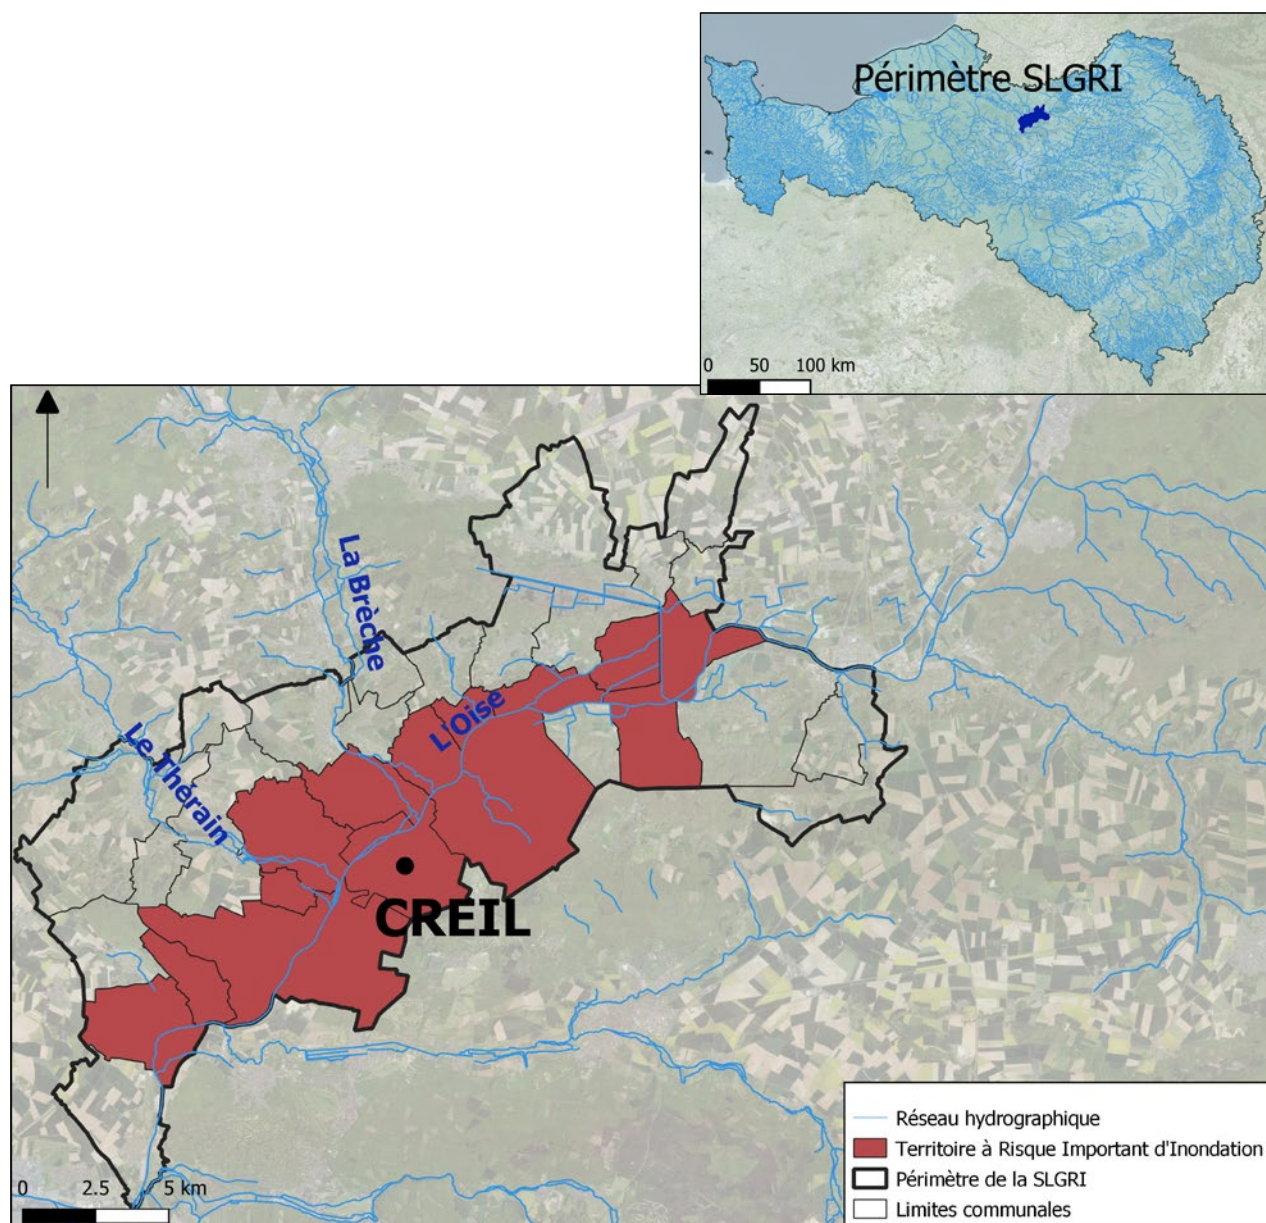 Périmètre SLGRI
0 50 100 km
La Brèche
L'Oise
Le Thérain
CREIL
Réseau hydrographique
Territoire à Risque Important d'Inondation
Périmètre de la SLGRI
Limites communales
0 2.5 5 km